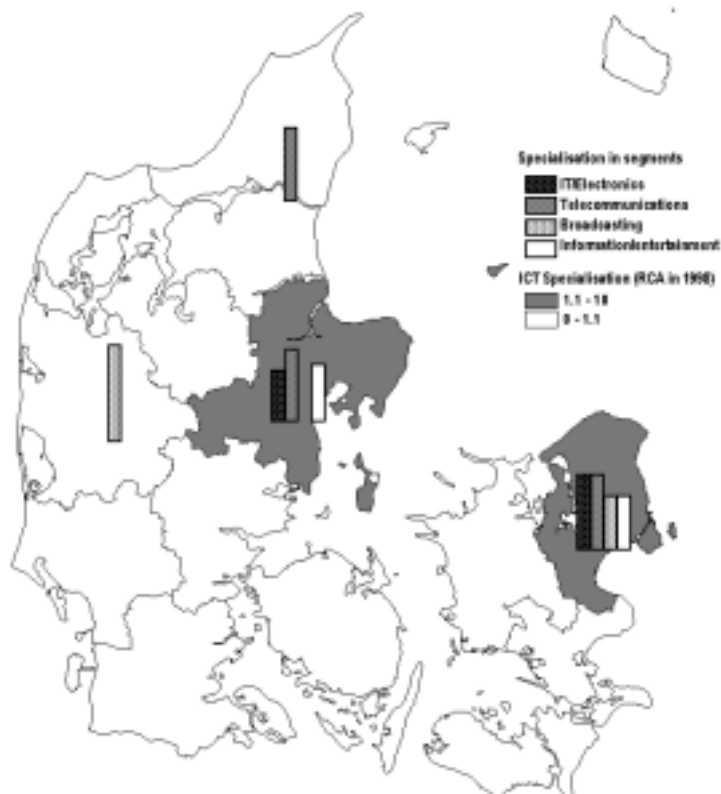 Specialisation in segments
IT/Electronics
Telecommunications
Broadcasting
Information/entertainment
ICT Specialisation (RCA in 1998)
1.1 - 10
0 - 1.1